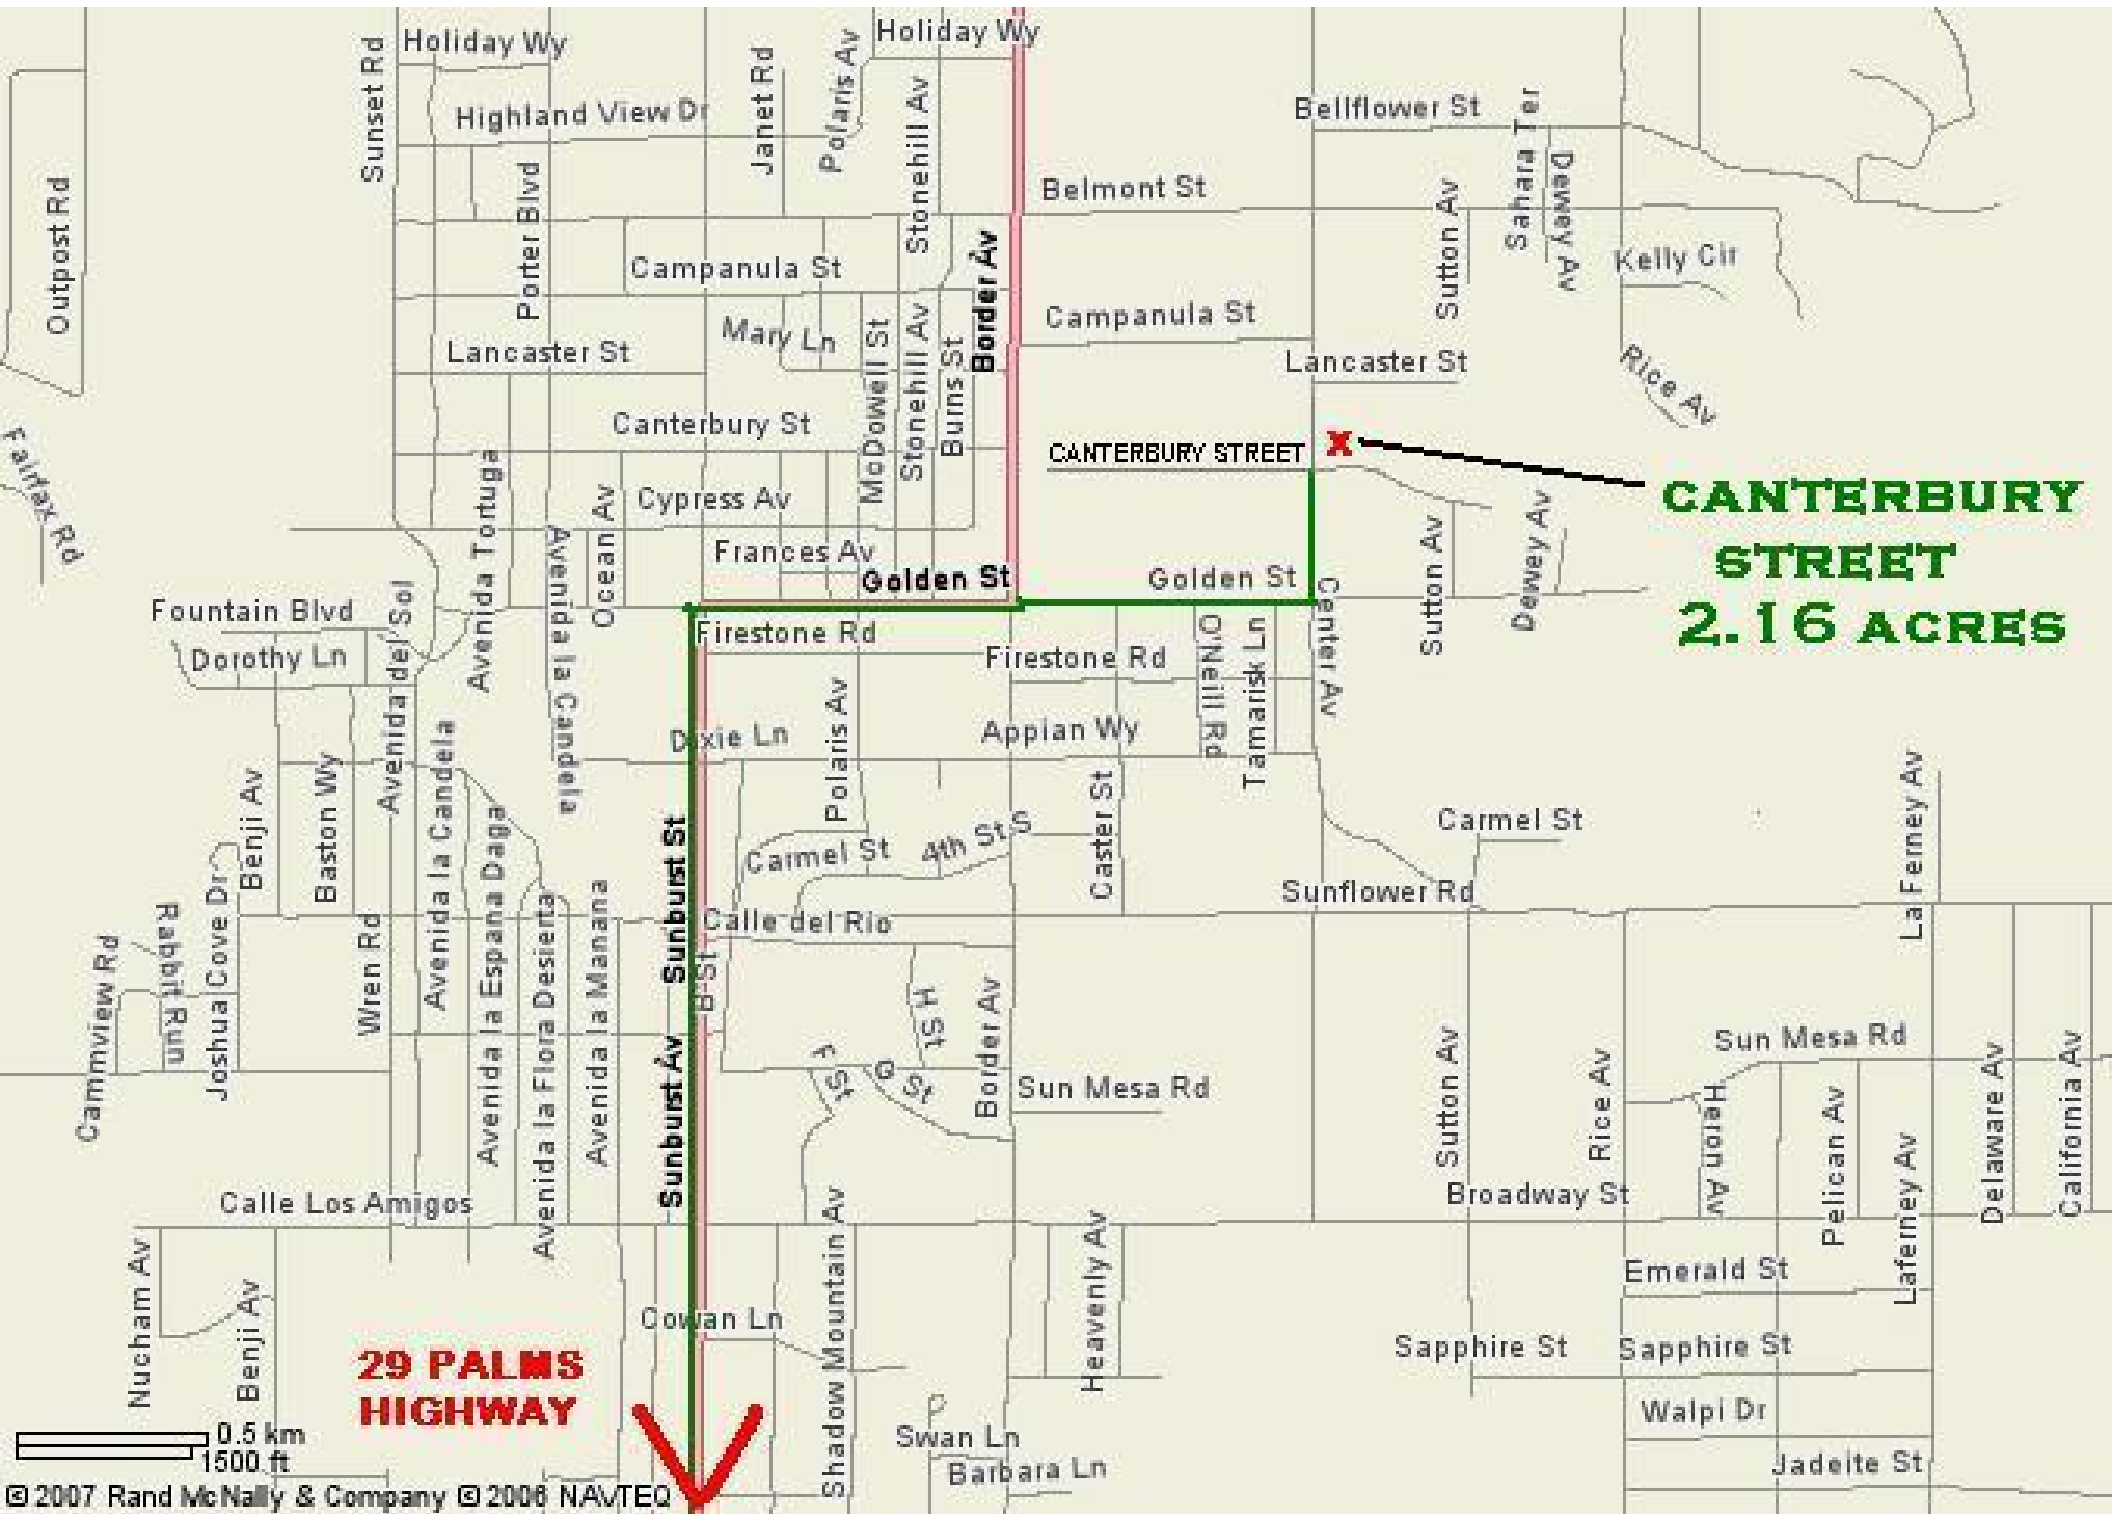 Holiday Wy
Holiday Wy
Sunset Rd
Highland View Dr
Janet Rd
Polaris Av
Stonehill Av
Bellflower St
Sahara Ter
Dewey Av
Outpost Rd
Porter Blvd
Belmont St
Sutton Av
Kelly Cir
Campanula St
Border Av
Campanula St
Mary Ln
McDowell St
Stonehill Av
Burns St
Lancaster St
Lancaster St
Rice Av
Canterbury St
CANTERBURY STREET
X
CANTERBURY
STREET
2.16 ACRES
Fairfax Rd
Avenida Tortuga
Ocean Av
Cypress Av
Frances Av
Golden St
Golden St
Center Av
Sutton Av
Dewey Av
Fountain Blvd
Dorothy Ln
Avenida del Sol
Avenida la Candela
Firestone Rd
Firestone Rd
O'Neill Rd
Tamarisk Ln
Dixie Ln
Polaris Av
Appian Wy
Benji Av
Baston Wy
Avenida la Candela
Avenida la Espana Daga
Sunburst St
Carmel St
4th St S
Caster St
Carmel St
La Ferney Av
Sunflower Rd
Cammview Rd
Rabbit Run
Joshua Cove Dr
Wren Rd
Avenida la Flora Desierta
Avenida la Manana
Calle del Rio
B St
H St
F St
G St
Border Av
Sun Mesa Rd
Sun Mesa Rd
Sunburst Av
Sutton Av
Rice Av
Heron Av
Pelican Av
Laferney Av
Delaware Av
California Av
Calle Los Amigos
Broadway St
Nucham Av
Benji Av
Cowan Ln
Shadow Mountain Av
Heavenly Av
Emerald St
Sapphire St
Sapphire St
29 PALMS
HIGHWAY
Walpi Dr
Swan Ln
Barbara Ln
Jadeite St
0.5 km
1500 ft
© 2007 Rand McNally & Company © 2006 NAVTEQ